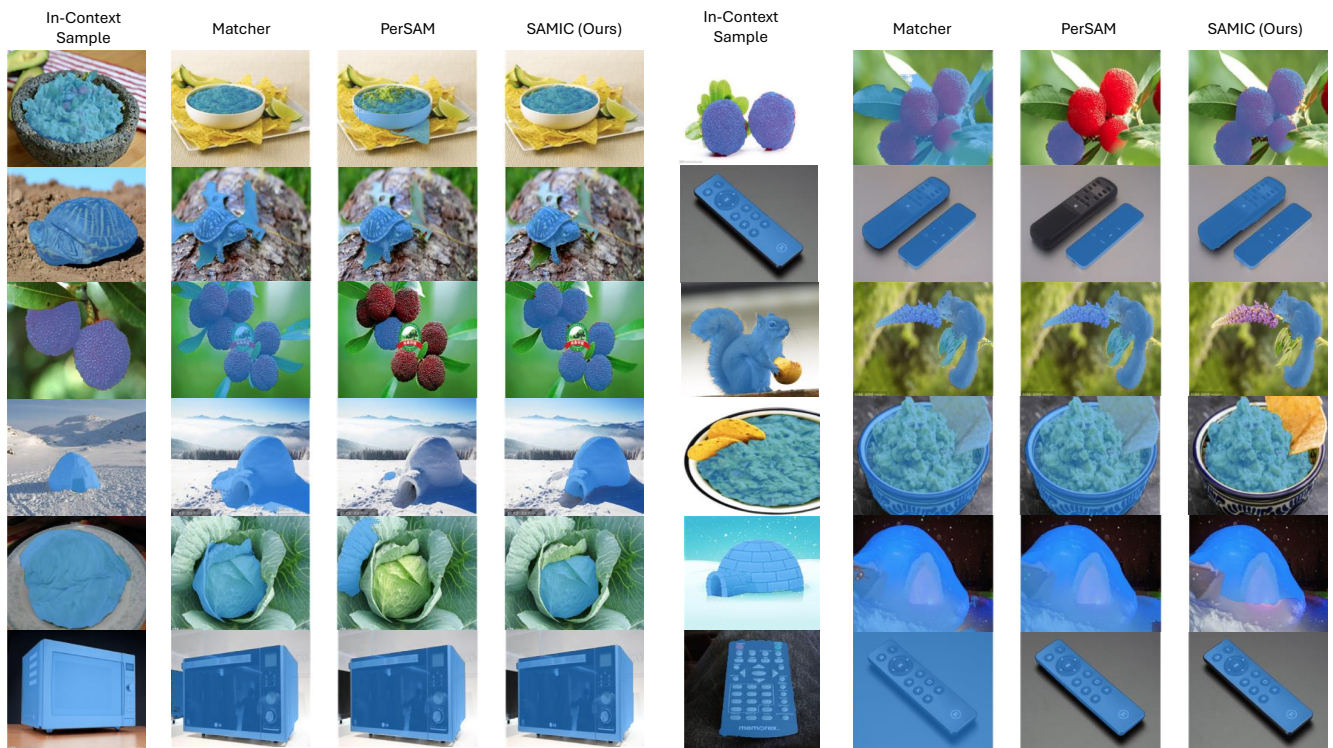 In-Context
Sample
Matcher
PerSAM
SAMIC (Ours)
In-Context
Sample
Matcher
PerSAM
SAMIC (Ours)
memorex